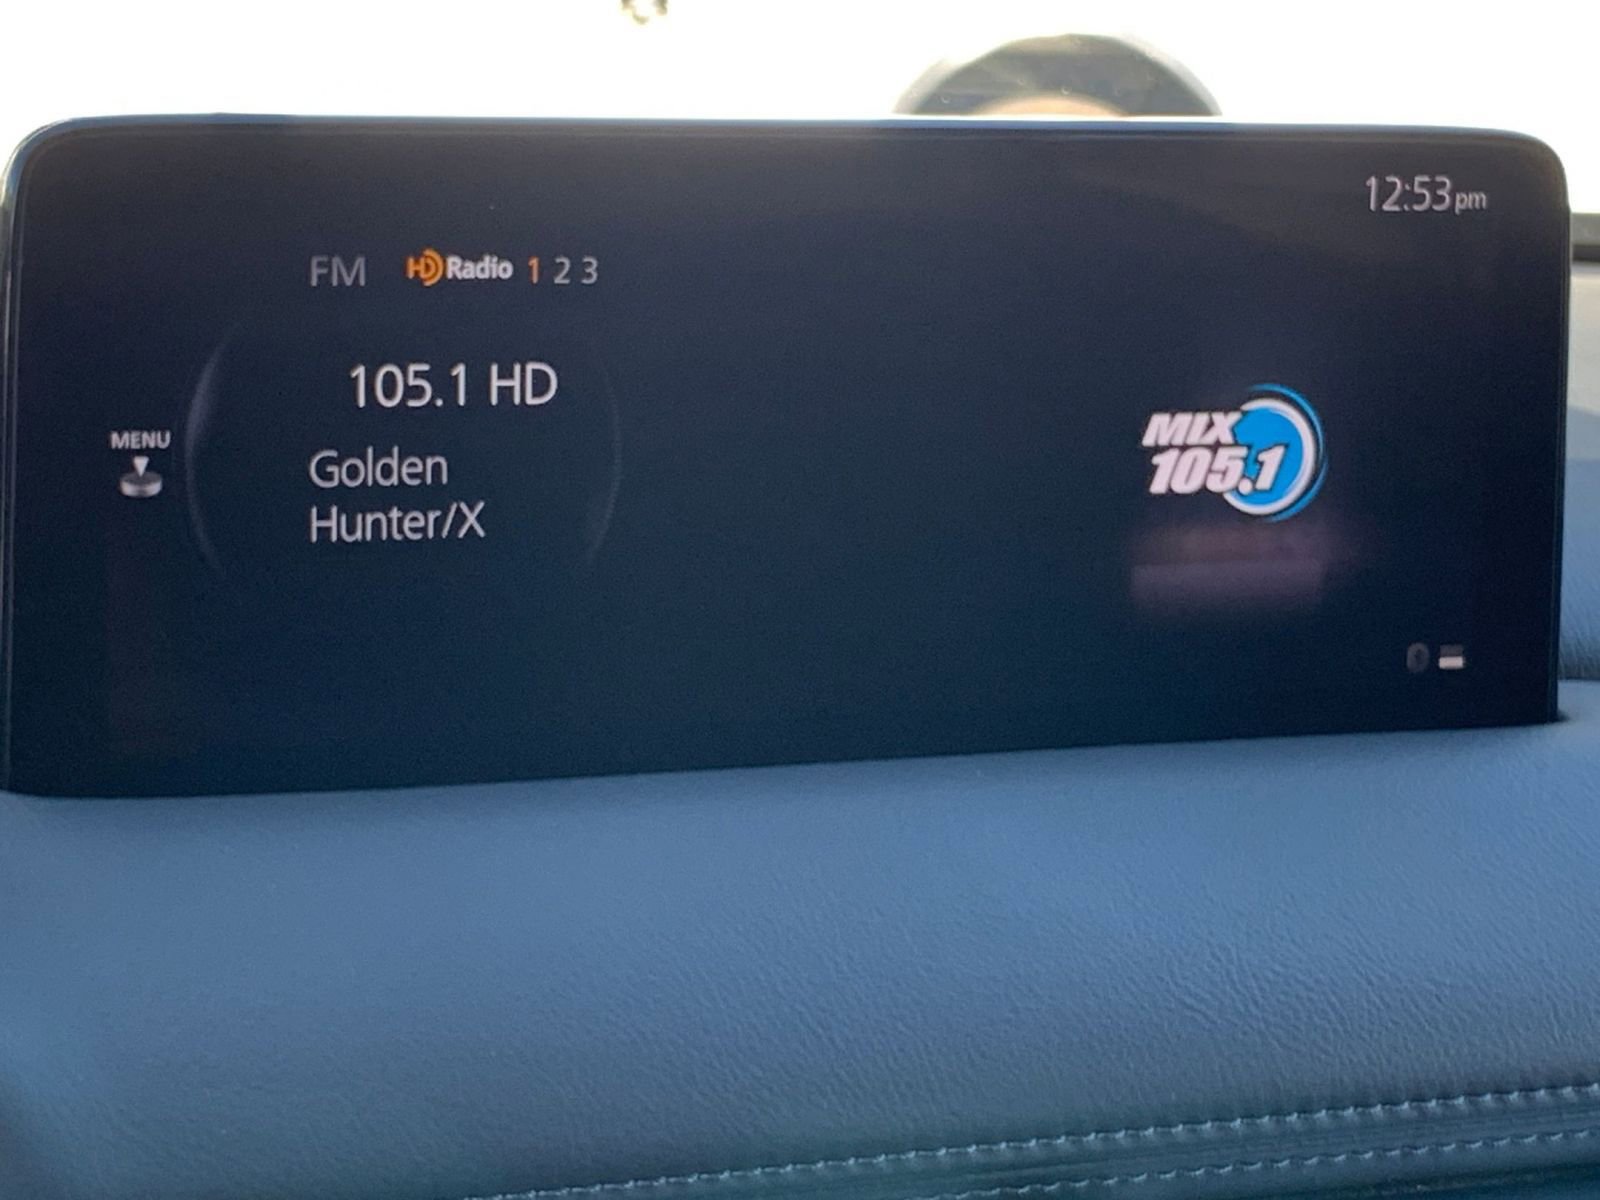 12:53pm
FM HD Radio 1 2 3
105.1 HD
MENU
Golden
Hunter/X
MIX
105.1